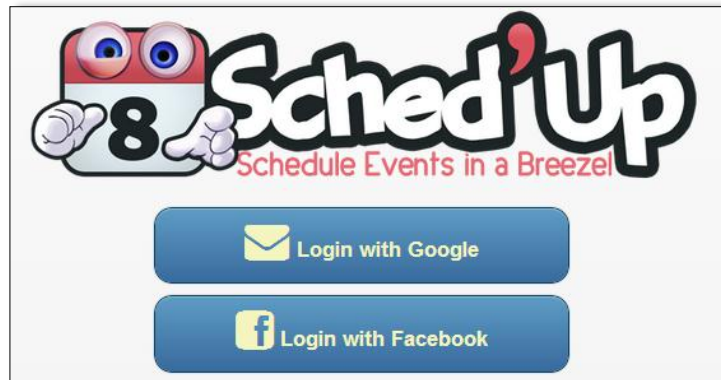 8
Sched'Up
Schedule Events in a Breeze!
Login with Google
f Login with Facebook